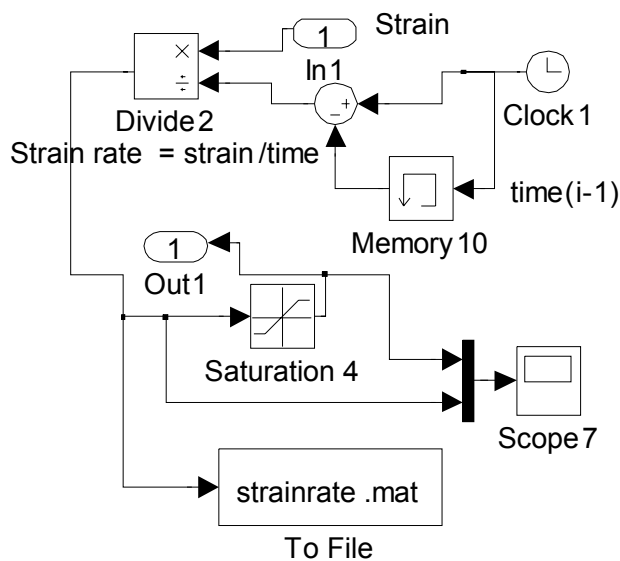 1
Strain
In1
×
÷
Divide2
Strain rate = strain/time
+
−
Clock1
time(i-1)
Memory10
1
Out1
Saturation 4
Scope7
strainrate .mat
To File